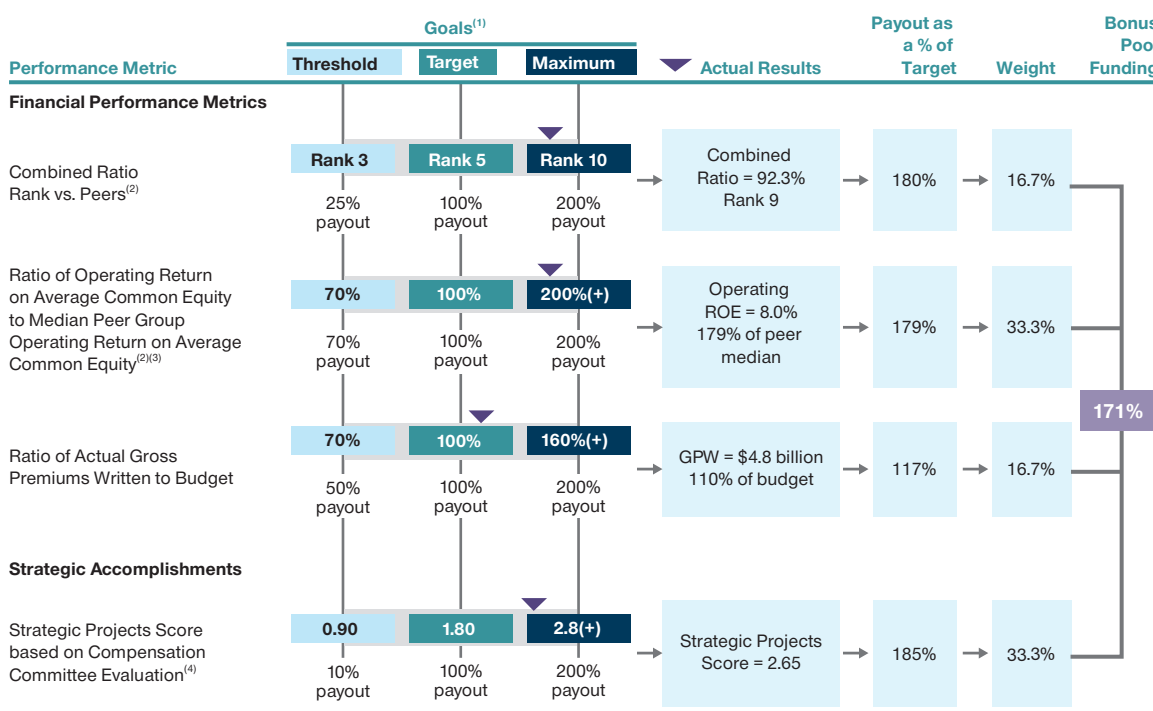 Goals(1)
Payout as a % of Target
Bonus Pool Funding
Performance Metric
Threshold
Target
Maximum
Actual Results
Weight
Financial Performance Metrics
Combined Ratio
Rank vs. Peers(2)
Rank 3
Rank 5
Rank 10
25% payout
100% payout
200% payout
Combined
Ratio = 92.3%
Rank 9
180%
16.7%
Ratio of Operating Return
on Average Common Equity
to Median Peer Group
Operating Return on Average
Common Equity(2)(3)
70%
100%
200%(+)
70% payout
100% payout
200% payout
Operating
ROE = 8.0%
179% of peer
median
179%
33.3%
171%
Ratio of Actual Gross
Premiums Written to Budget
70%
100%
160%(+)
50% payout
100% payout
200% payout
GPW = $4.8 billion
110% of budget
117%
16.7%
Strategic Accomplishments
Strategic Projects Score
based on Compensation
Committee Evaluation(4)
0.90
1.80
2.8(+)
10% payout
100% payout
200% payout
Strategic Projects
Score = 2.65
185%
33.3%